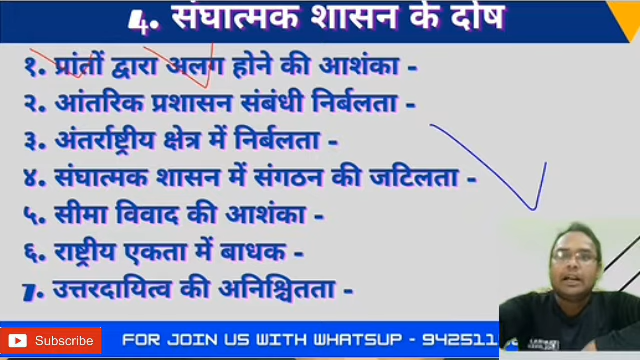 4. संघात्मक शासन के दोष
१. प्रांतों द्वारा अलग होने की आशंका -
२. आंतरिक प्रशासन संबंधी निर्बलता -
३. अंतर्राष्ट्रीय क्षेत्र में निर्बलता -
४. संघात्मक शासन में संगठन की जटिलता -
५. सीमा विवाद की आशंका -
६. राष्ट्रीय एकता में बाधक -
7. उत्तरदायित्व की अनिश्चितता -
Subscribe
FOR JOIN US WITH WHATSUP - 942511